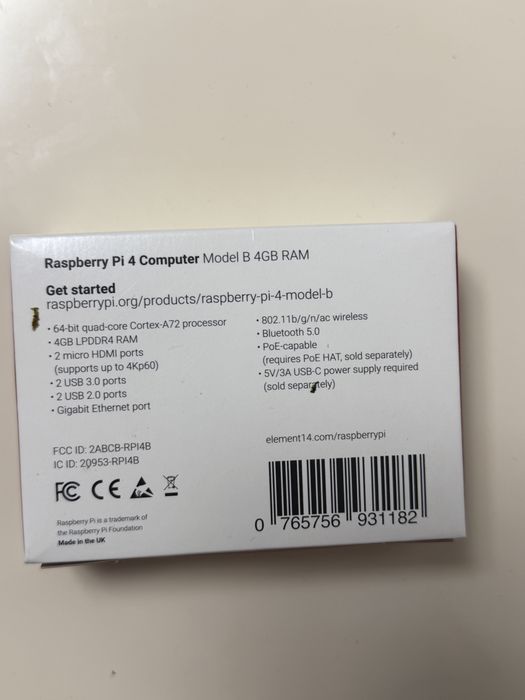 Raspberry Pi 4 Computer Model B 4GB RAM
Get started
raspberrypi.org/products/raspberry-pi-4-model-b
• 64-bit quad-core Cortex-A72 processor
• 4GB LPDDR4 RAM
• 2 micro HDMI ports
(supports up to 4Kp60)
• 2 USB 3.0 ports
• 2 USB 2.0 ports
• Gigabit Ethernet port
• 802.11b/g/n/ac wireless
• Bluetooth 5.0
• PoE-capable
(requires PoE HAT, sold separately)
• 5V/3A USB-C power supply required
(sold separately)
FCC ID: 2ABCB-RPI4B
IC ID: 20953-RPI4B
FC CE
Raspberry Pi is a trademark of
the Raspberry Pi Foundation
Made in the UK
element14.com/raspberrypi
0 765756 931182